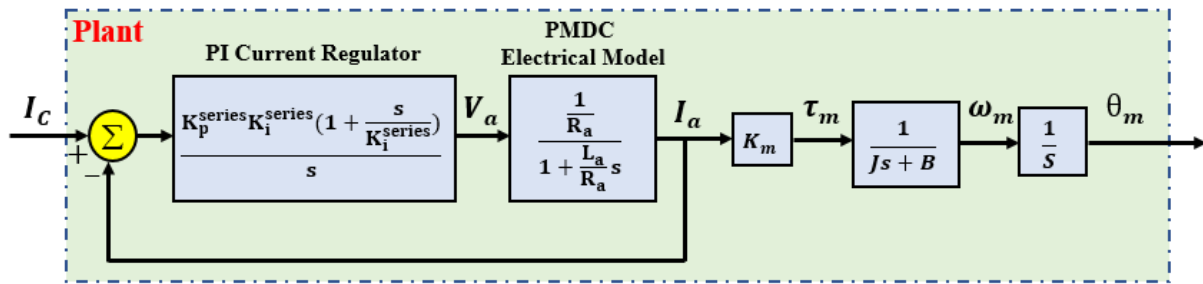 Plant
PI Current Regulator
PMDC
Electrical Model
I_C
+
−
Σ
K_p^series K_i^series (1 + s/K_i^series)
s
V_a
1/R_a
1 + L_a/R_a s
I_a
K_m
τ_m
1
Js + B
ω_m
1
S
θ_m